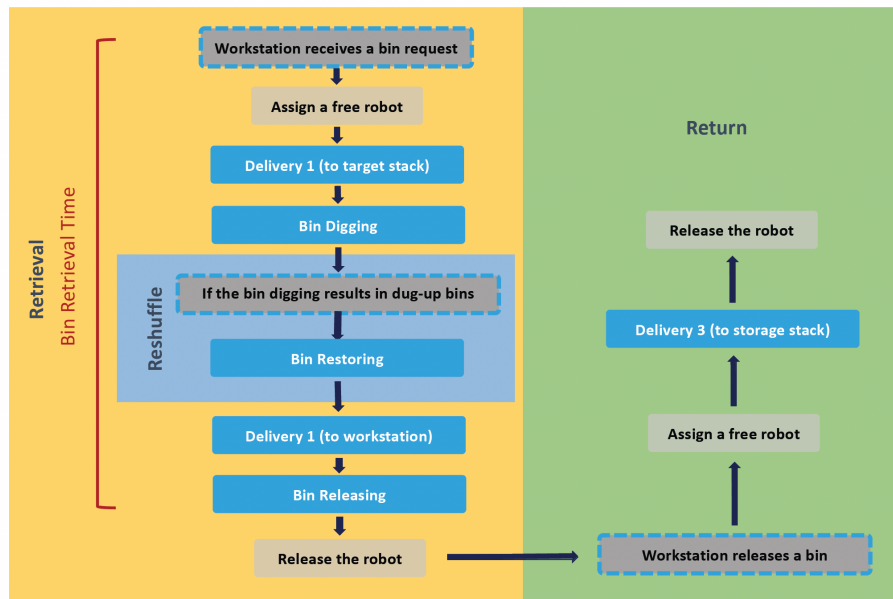 Workstation receives a bin request
Assign a free robot
Delivery 1 (to target stack)
Bin Digging
If the bin digging results in dug-up bins
Bin Restoring
Delivery 1 (to workstation)
Bin Releasing
Release the robot
Retrieval
Bin Retrieval Time
Reshuffle
Return
Release the robot
Delivery 3 (to storage stack)
Assign a free robot
Workstation releases a bin